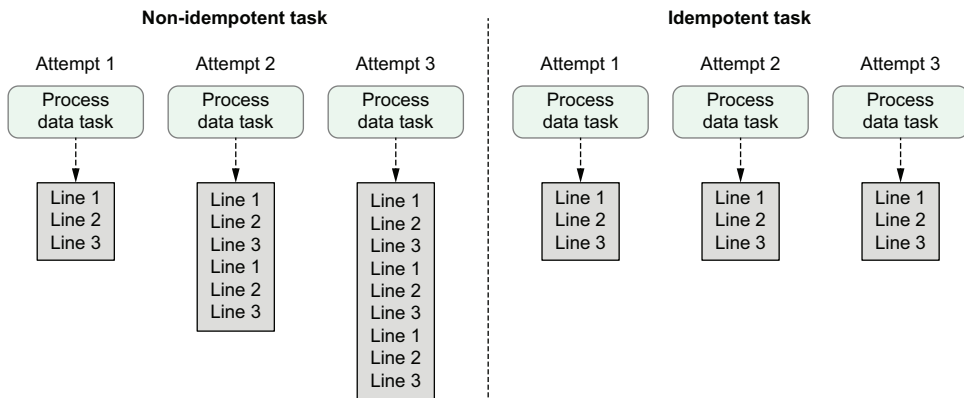 Non-idempotent task
Attempt 1
Process
data task
Line 1
Line 2
Line 3
Attempt 2
Process
data task
Line 1
Line 2
Line 3
Line 1
Line 2
Line 3
Attempt 3
Process
data task
Line 1
Line 2
Line 3
Line 1
Line 2
Line 3
Line 1
Line 2
Line 3
Idempotent task
Attempt 1
Process
data task
Line 1
Line 2
Line 3
Attempt 2
Process
data task
Line 1
Line 2
Line 3
Attempt 3
Process
data task
Line 1
Line 2
Line 3